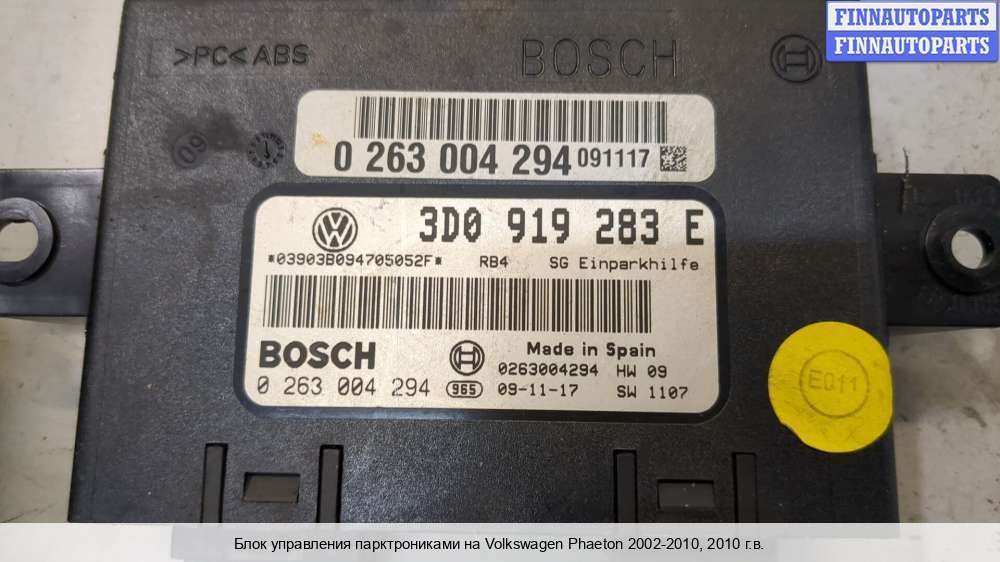 FINNAUTOPARTS
FINNAUTOPARTS
>PC<ABS
BOSCH
09
0 263 004 294 091117
3D0 919 283 E
*03903B094705052F* RB4 SG Einparkhilfe
BOSCH
Made in Spain
0263004294 HW 09
0 263 004 294 965 09-11-17 SW 1107
E011
Блок управления парктрониками на Volkswagen Phaeton 2002-2010, 2010 г.в.